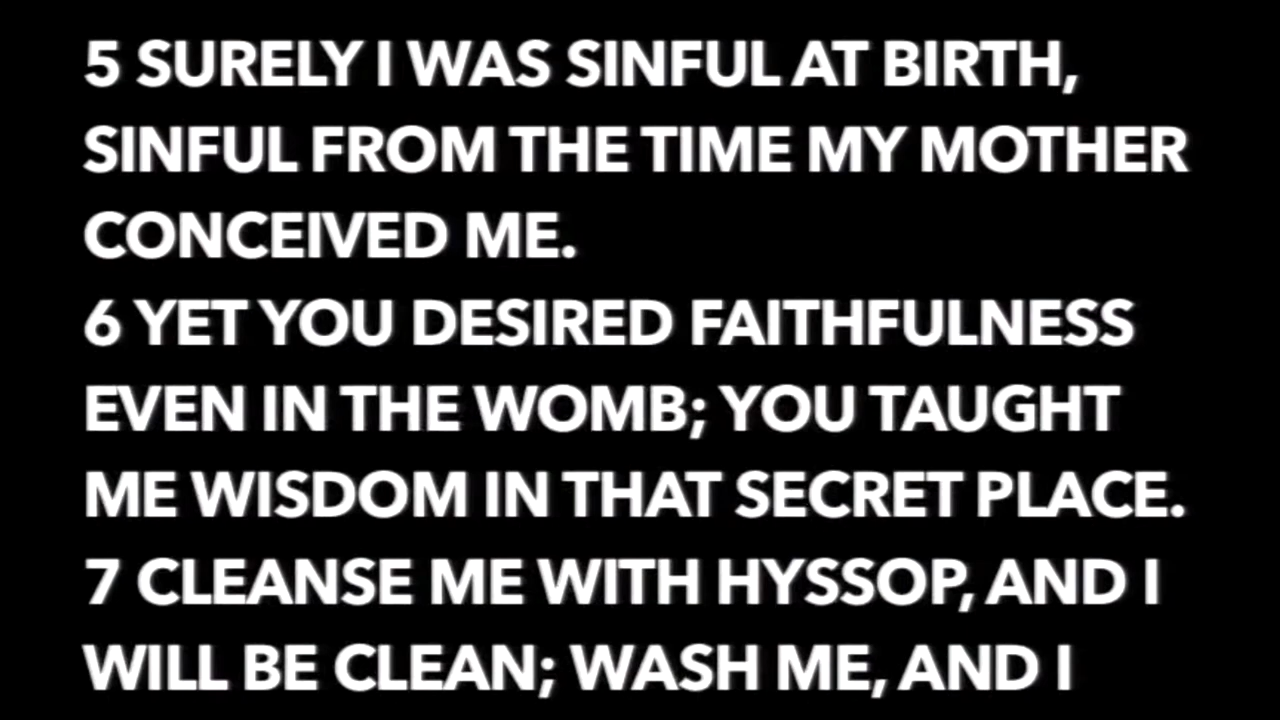 5 SURELY I WAS SINFUL AT BIRTH,
SINFUL FROM THE TIME MY MOTHER
CONCEIVED ME.
6 YET YOU DESIRED FAITHFULNESS
EVEN IN THE WOMB; YOU TAUGHT
ME WISDOM IN THAT SECRET PLACE.
7 CLEANSE ME WITH HYSSOP, AND I
WILL BE CLEAN; WASH ME, AND I